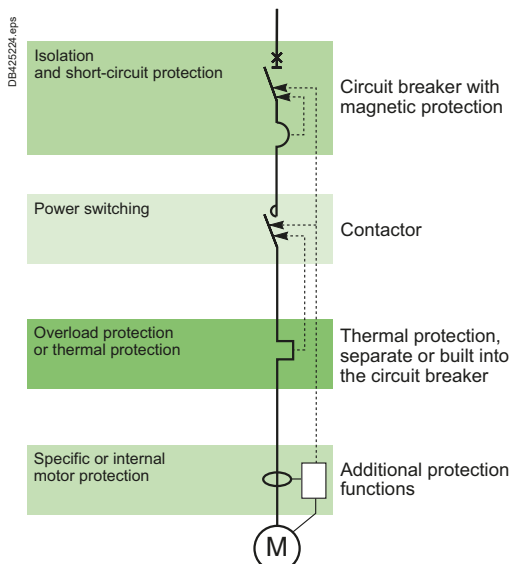 DB425224.eps
Isolation
and short-circuit protection
Circuit breaker with
magnetic protection
Power switching
Contactor
Overload protection
or thermal protection
Thermal protection,
separate or built into
the circuit breaker
Specific or internal
motor protection
Additional protection
functions
M